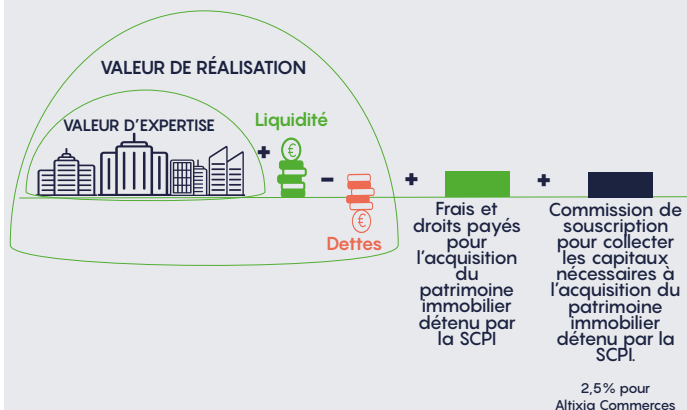 VALEUR DE RÉALISATION
VALEUR D'EXPERTISE
+
Liquidité
€
-
€
Dettes
+
Frais et
droits payés
pour
l'acquisition
du
patrimoine
immobilier
détenu par
la SCPI
+
Commission de
souscription
pour collecter
les capitaux
nécessaires à
l'acquisition du
patrimoine
immobilier
détenu par la
SCPI.
2,5% pour
Altixia Commerces